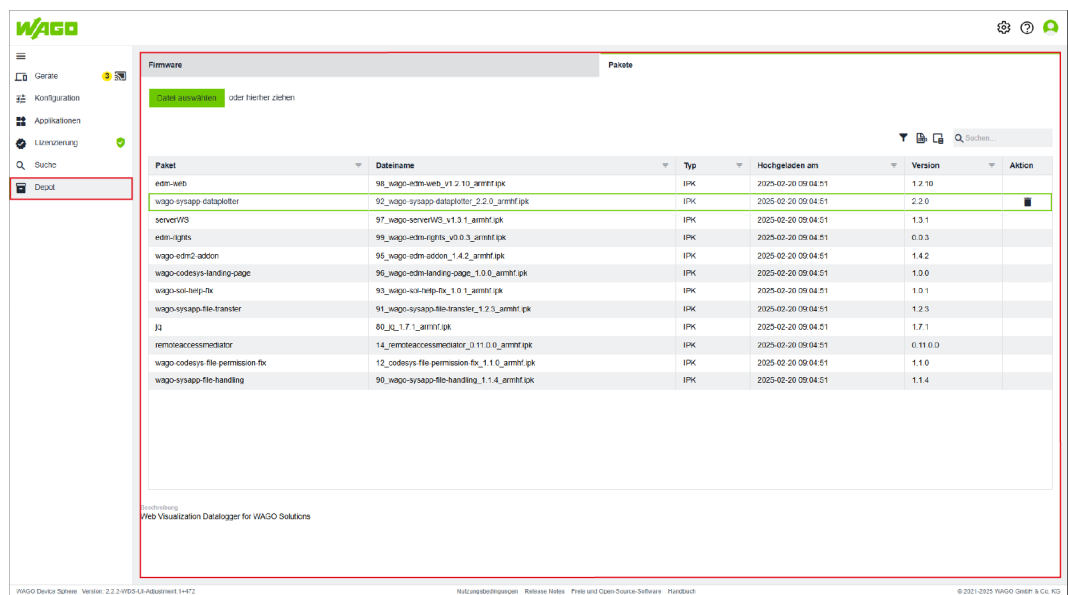 WAGO
Geräte 3
Konfiguration
Applikationen
Lizenzierung
Suche
Depot
Firmware Pakete
Datei auswählen oder hierher ziehen
Suchen...
Paket Dateiname Typ Hochgeladen am Version Aktion
edm-web 98_wago-edm-web_v1.2.10_armhf.ipk IPK 2025-02-20 09:04:51 1.2.10
wago-sysapp-dataplotter 92_wago-sysapp-dataplotter_2.2.0_armhf.ipk IPK 2025-02-20 09:04:51 2.2.0
serverWS 97_wago-serverWS_v1.3.1_armhf.ipk IPK 2025-02-20 09:04:51 1.3.1
edm-rights 99_wago-edm-rights_v0.0.3_armhf.ipk IPK 2025-02-20 09:04:51 0.0.3
wago-edm2-addon 95_wago-edm-addon_1.4.2_armhf.ipk IPK 2025-02-20 09:04:51 1.4.2
wago-codesys-landing-page 96_wago-edm-landing-page_1.0.0_armhf.ipk IPK 2025-02-20 09:04:51 1.0.0
wago-sol-help-fix 93_wago-sol-help-fix_1.0.1_armhf.ipk IPK 2025-02-20 09:04:51 1.0.1
wago-sysapp-file-transfer 91_wago-sysapp-file-transfer_1.2.3_armhf.ipk IPK 2025-02-20 09:04:51 1.2.3
jq 80_jq_1.7.1_armhf.ipk IPK 2025-02-20 09:04:51 1.7.1
remoteaccessmediator 14_remoteaccessmediator_0.11.0.0_armhf.ipk IPK 2025-02-20 09:04:51 0.11.0.0
wago-codesys-file-permission-fix 12_codesys-file-permission-fix_1.1.0_armhf.ipk IPK 2025-02-20 09:04:51 1.1.0
wago-sysapp-file-handling 90_wago-sysapp-file-handling_1.1.4_armhf.ipk IPK 2025-02-20 09:04:51 1.1.4
Beschreibung
Web Visualization Datalogger for WAGO Solutions
WAGO Device Sphere Version: 2.2.2-WDS-UI-Adjustment.1+472 Nutzungsbedingungen Release Notes Freie und Open-Source-Software Handbuch © 2021-2025 WAGO GmbH & Co. KG